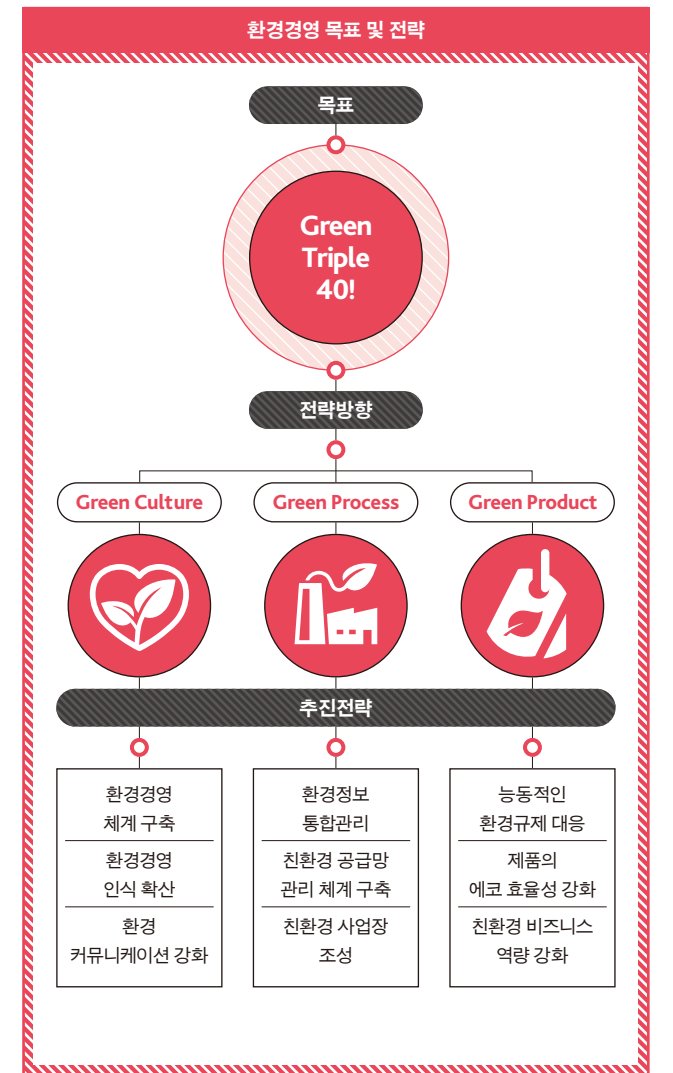 환경경영 목표 및 전략
목표
Green
Triple
40!
전략방향
Green Culture
Green Process
Green Product
추진전략
환경경영
체계 구축
환경경영
인식 확산
환경
커뮤니케이션 강화
환경정보
통합관리
친환경 공급망
관리 체계 구축
친환경 사업장
조성
능동적인
환경규제 대응
제품의
에코 효율성 강화
친환경 비즈니스
역량 강화